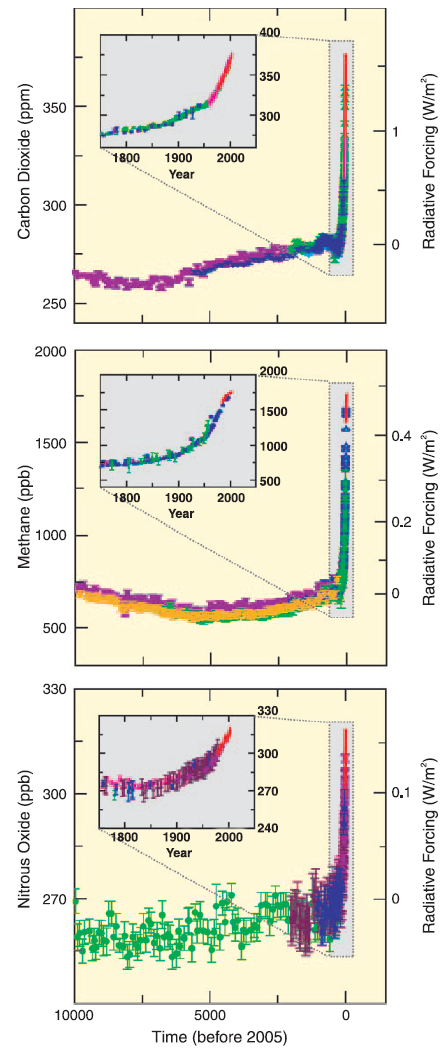 Carbon Dioxide (ppm)
350
300
250
400
350
300
1800 1900 2000
Year
1
0
Radiative Forcing (W/m²)
Methane (ppb)
2000
1500
1000
500
2000
1500
1000
500
1800 1900 2000
Year
0.4
0.2
0
Radiative Forcing (W/m²)
Nitrous Oxide (ppb)
330
300
270
330
300
270
240
1800 1900 2000
Year
0.1
0
Radiative Forcing (W/m²)
10000 5000 0
Time (before 2005)